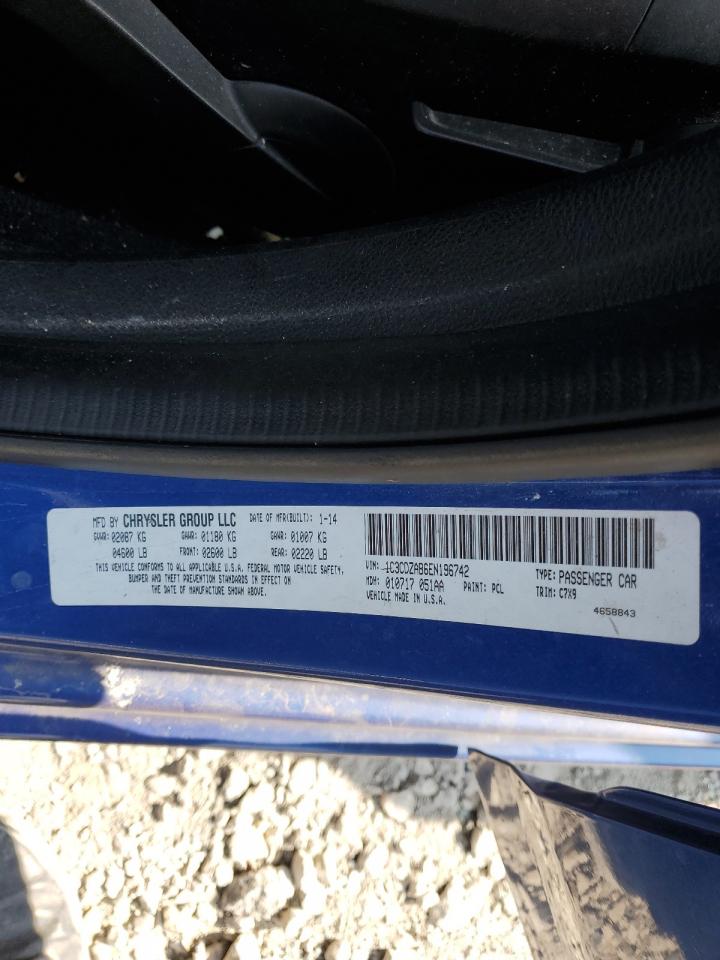 MFD BY CHRYSLER GROUP LLC DATE OF MFR(BUILT): 1-14
GVWR: 02087 KG GAWR: 01180 KG GAWR: 01007 KG
04600 LB FRONT: 02600 LB REAR: 02220 LB
THIS VEHICLE CONFORMS TO ALL APPLICABLE U.S.A. FEDERAL MOTOR VEHICLE SAFETY,
BUMPER AND THEFT PREVENTION STANDARDS IN EFFECT ON
THE DATE OF MANUFACTURE SHOWN ABOVE.
VIN: 1C3CDZAB6EN196742 TYPE: PASSENGER CAR
MDH: 010717 051AA PAINT: PCL TRIM: C7X9
VEHICLE MADE IN U.S.A. 4658843